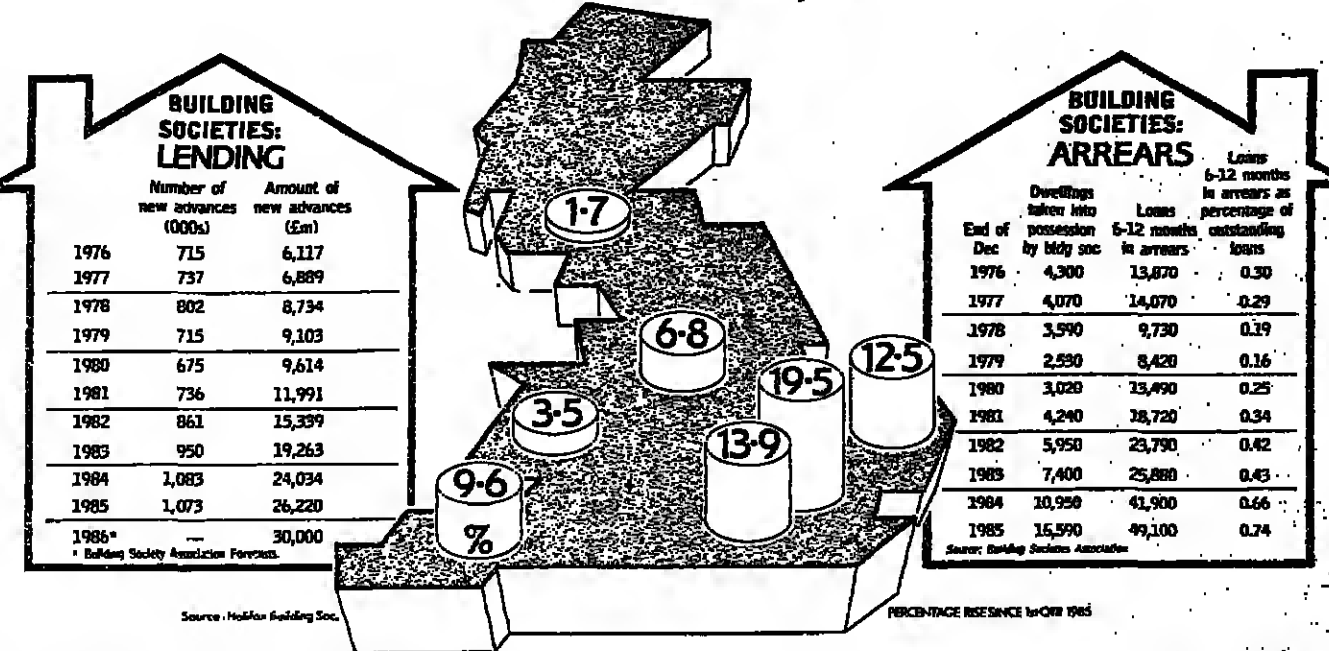 BUILDING
SOCIETIES:
LENDING
Number of new advances (000s) Amount of new advances (£m)
1976 715 6,117
1977 737 6,889
1978 802 8,734
1979 715 9,103
1980 675 9,614
1981 736 11,991
1982 861 15,339
1983 950 19,263
1984 1,083 24,034
1985 1,073 26,220
1986* — 30,000
* Building Society Association Forecasts.
Source: Halifax Building Soc.
1·7
6·8
12·5
19·5
3·5
13·9
9·6
%
PERCENTAGE RISE SINCE 1st QTR 1985
BUILDING
SOCIETIES:
ARREARS
End of Dec Dwellings taken into possession by bldg soc Loans 6-12 months in arrears Loans 6-12 months in arrears as percentage of outstanding loans
1976 4,300 13,870 0.30
1977 4,070 14,070 0.29
1978 3,590 9,730 0.19
1979 2,530 8,420 0.16
1980 3,020 13,490 0.25
1981 4,240 18,720 0.34
1982 5,950 23,790 0.42
1983 7,400 25,880 0.43
1984 10,950 41,900 0.66
1985 16,590 49,100 0.74
Source: Building Societies Association